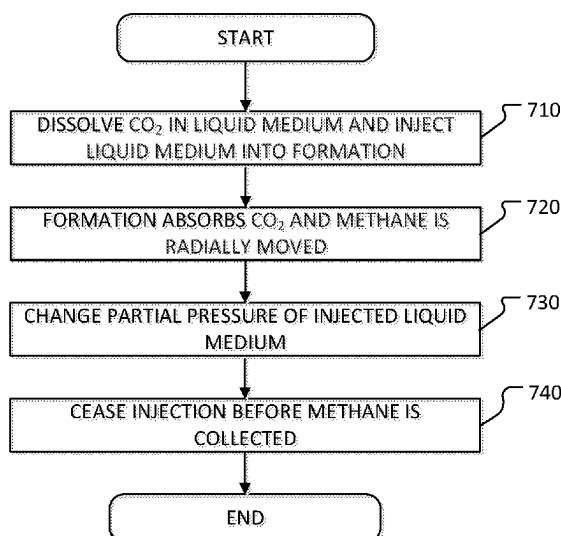 START
710
DISSOLVE CO₂ IN LIQUID MEDIUM AND INJECT
LIQUID MEDIUM INTO FORMATION
720
FORMATION ABSORBS CO₂ AND METHANE IS
RADIALLY MOVED
730
CHANGE PARTIAL PRESSURE OF INJECTED LIQUID
MEDIUM
740
CEASE INJECTION BEFORE METHANE IS
COLLECTED
END